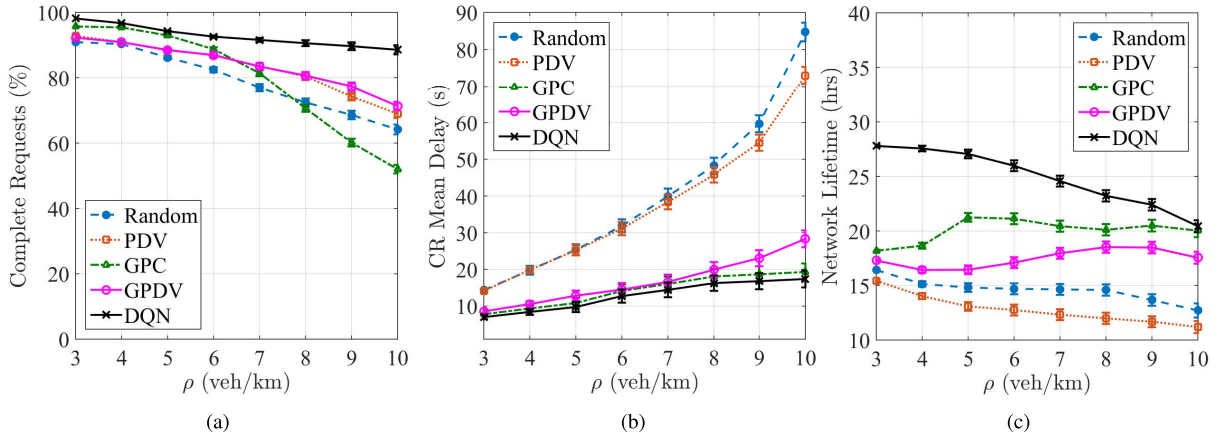 Complete Requests (%)
100
80
60
40
20
0
Random
PDV
GPC
GPDV
DQN
3 4 5 6 7 8 9 10
ρ (veh/km)
(a)
CIR Mean Delay (s)
90
80
70
60
50
40
30
20
10
Random
PDV
GPC
GPDV
DQN
3 4 5 6 7 8 9 10
ρ (veh/km)
(b)
Network Lifetime (hrs)
40
35
30
25
20
15
10
Random
PDV
GPC
GPDV
DQN
3 4 5 6 7 8 9 10
ρ (veh/km)
(c)